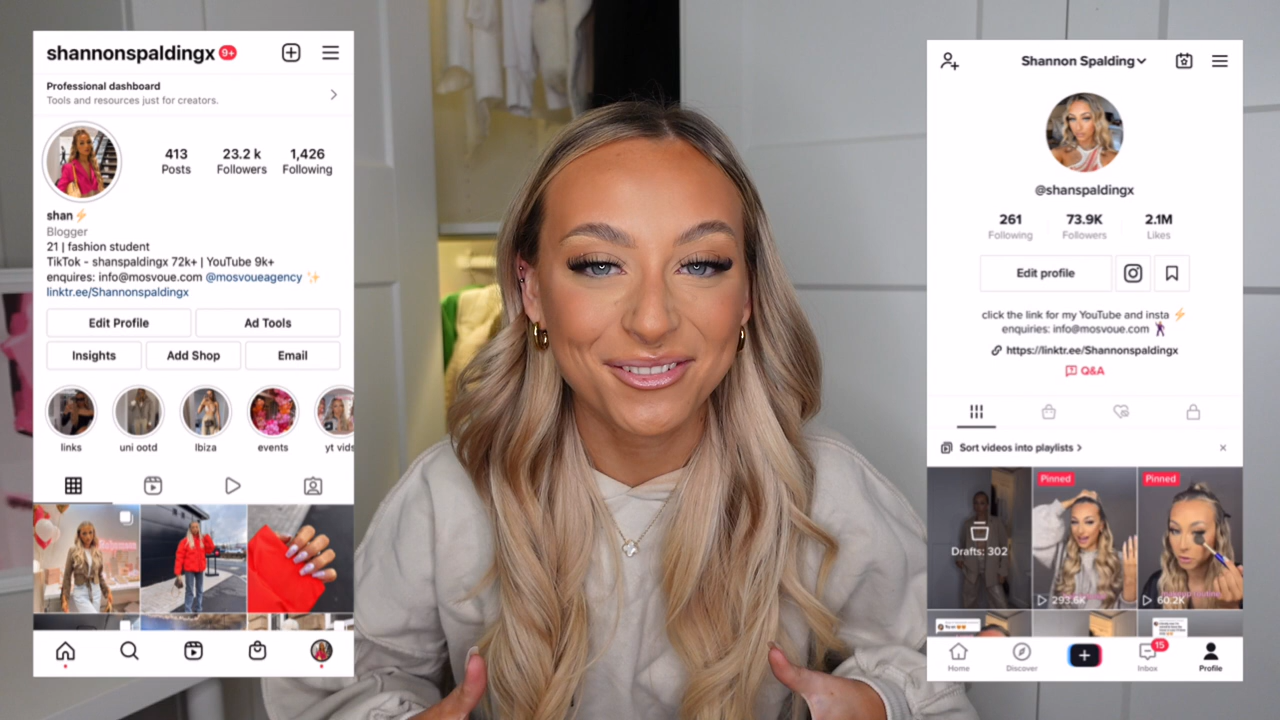 shannonspaldingx 9+
Professional dashboard
Tools and resources just for creators.
413 23.2 k 1,426
Posts Followers Following
shan⚡
Blogger
21 | fashion student
TikTok - shanspaldingx 72k+ | YouTube 9k+
enquires: info@mosvoue.com @mosvoueagency ✨
linktr.ee/Shannonspaldingx
Edit Profile Ad Tools
Insights Add Shop Email
links uni ootd Ibiza events yt vids
Shannon Spalding
@shanspaldingx
261 73.9K 2.1M
Following Followers Likes
Edit profile
click the link for my YouTube and insta ⚡
enquiries: info@mosvoue.com
https://linktr.ee/Shannonspaldingx
Q&A
Sort videos into playlists
Pinned Pinned
Drafts: 302
293.6K 60.2K
Home Discover Inbox 15 Profile